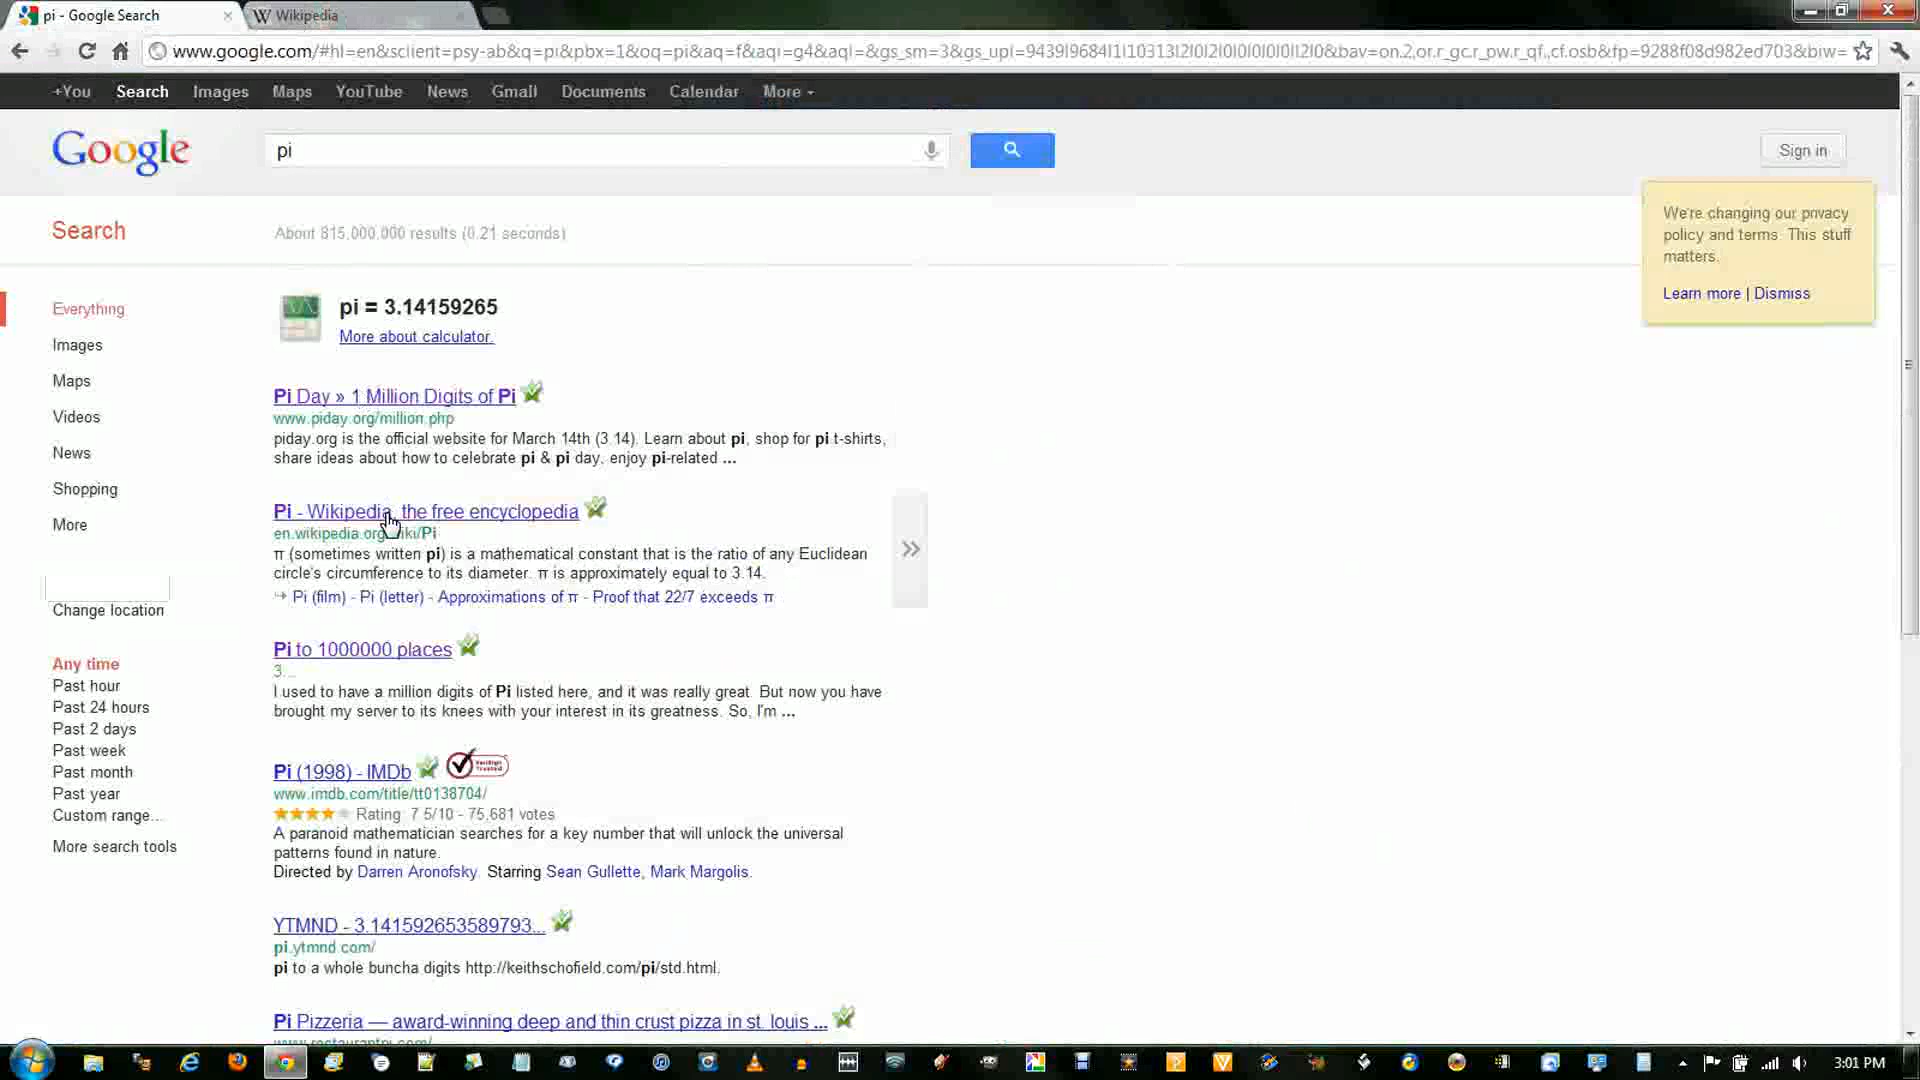 pi - Google Search
Wikipedia
www.google.com/#hl=en&sclient=psy-ab&q=pi&pbx=1&oq=pi&aq=f&aqi=g4&aql=&gs_sm=3&gs_upl=9439l9684l1l10313l2l0l2l0l0l0l0l0l0ll2l0&bav=on.2,or.r_gc.r_pw.r_qf.,cf.osb&fp=9288f08d982ed703&biw=
+You Search Images Maps YouTube News Gmail Documents Calendar More
Google
pi
Sign in
Search
About 815,000,000 results (0.21 seconds)
We're changing our privacy
policy and terms. This stuff
matters.
Learn more | Dismiss
Everything
Images
Maps
Videos
News
Shopping
More
Change location
Any time
Past hour
Past 24 hours
Past 2 days
Past week
Past month
Past year
Custom range...
More search tools
pi = 3.14159265
More about calculator.
Pi Day » 1 Million Digits of Pi
www.piday.org/million.php
piday.org is the official website for March 14th (3.14). Learn about pi, shop for pi t-shirts,
share ideas about how to celebrate pi & pi day, enjoy pi-related ...
Pi - Wikipedia, the free encyclopedia
en.wikipedia.org/wiki/Pi
π (sometimes written pi) is a mathematical constant that is the ratio of any Euclidean
circle's circumference to its diameter. π is approximately equal to 3.14.
Pi (film) - Pi (letter) - Approximations of π - Proof that 22/7 exceeds π
Pi to 1000000 places
3...
I used to have a million digits of Pi listed here, and it was really great. But now you have
brought my server to its knees with your interest in its greatness. So, I'm ...
Pi (1998) - IMDb
VeriSign
Trusted
www.imdb.com/title/tt0138704/
Rating: 7.5/10 - 75,681 votes
A paranoid mathematician searches for a key number that will unlock the universal
patterns found in nature.
Directed by Darren Aronofsky. Starring Sean Gullette, Mark Margolis.
YTMND - 3.141592653589793...
pi.ytmnd.com/
pi to a whole buncha digits http://keithschofield.com/pi/std.html.
Pi Pizzeria — award-winning deep and thin crust pizza in st. louis ...
www.restaurantpi.com/
3:01 PM